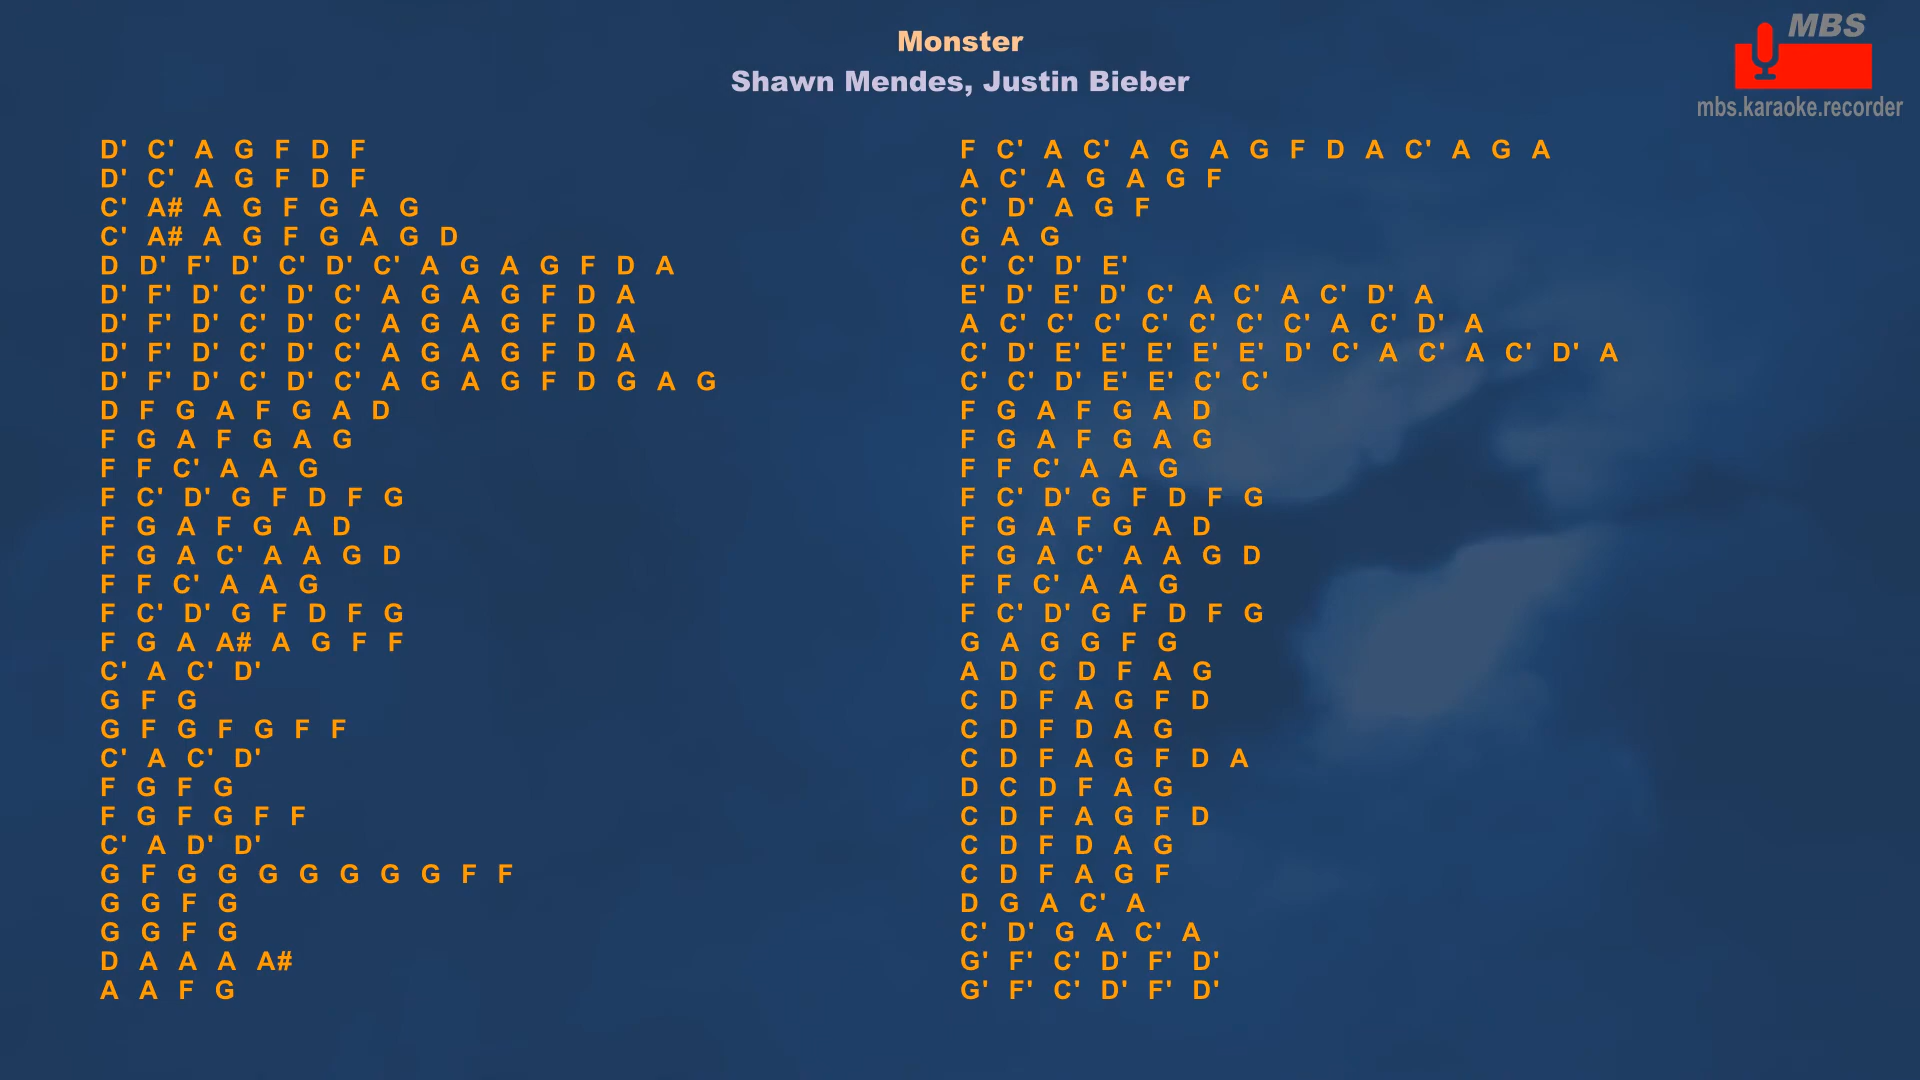 Monster
Shawn Mendes, Justin Bieber
MBS
mbs.karaoke.recorder
D' C' A G F D F
D' C' A G F D F
C' A# A G F G A G
C' A# A G F G A G D
D D' F' D' C' D' C' A G A G F D A
D' F' D' C' D' C' A G A G F D A
D' F' D' C' D' C' A G A G F D A
D' F' D' C' D' C' A G A G F D A
D' F' D' C' D' C' A G A G F D G A G
D F G A F G A D
F G A F G A G
F F C' A A G
F C' D' G F D F G
F G A F G A D
F G A C' A A G D
F F C' A A G
F C' D' G F D F G
F G A A# A G F F
C' A C' D'
G F G
G F G F G F F
C' A C' D'
F G F G
F G F G F F
C' A D' D'
G F G G G G G G G F F
G G F G
G G F G
D A A A A#
A A F G
F C' A C' A G A G F D A C' A G A
A C' A G A G F
C' D' A G F
G A G
C' C' D' E'
E' D' E' D' C' A C' A C' D' A
A C' C' C' C' C' C' C' A C' D' A
C' D' E' E' E' E' E' D' C' A C' A C' D' A
C' C' D' E' E' C' C'
F G A F G A D
F G A F G A G
F F C' A A G
F C' D' G F D F G
F G A F G A D
F G A C' A A G D
F F C' A A G
F C' D' G F D F G
G A G G F G
A D C D F A G
C D F A G F D
C D F D A G
C D F A G F D A
D C D F A G
C D F A G F D
C D F D A G
C D F A G F
D G A C' A
C' D' G A C' A
G' F' C' D' F' D'
G' F' C' D' F' D'